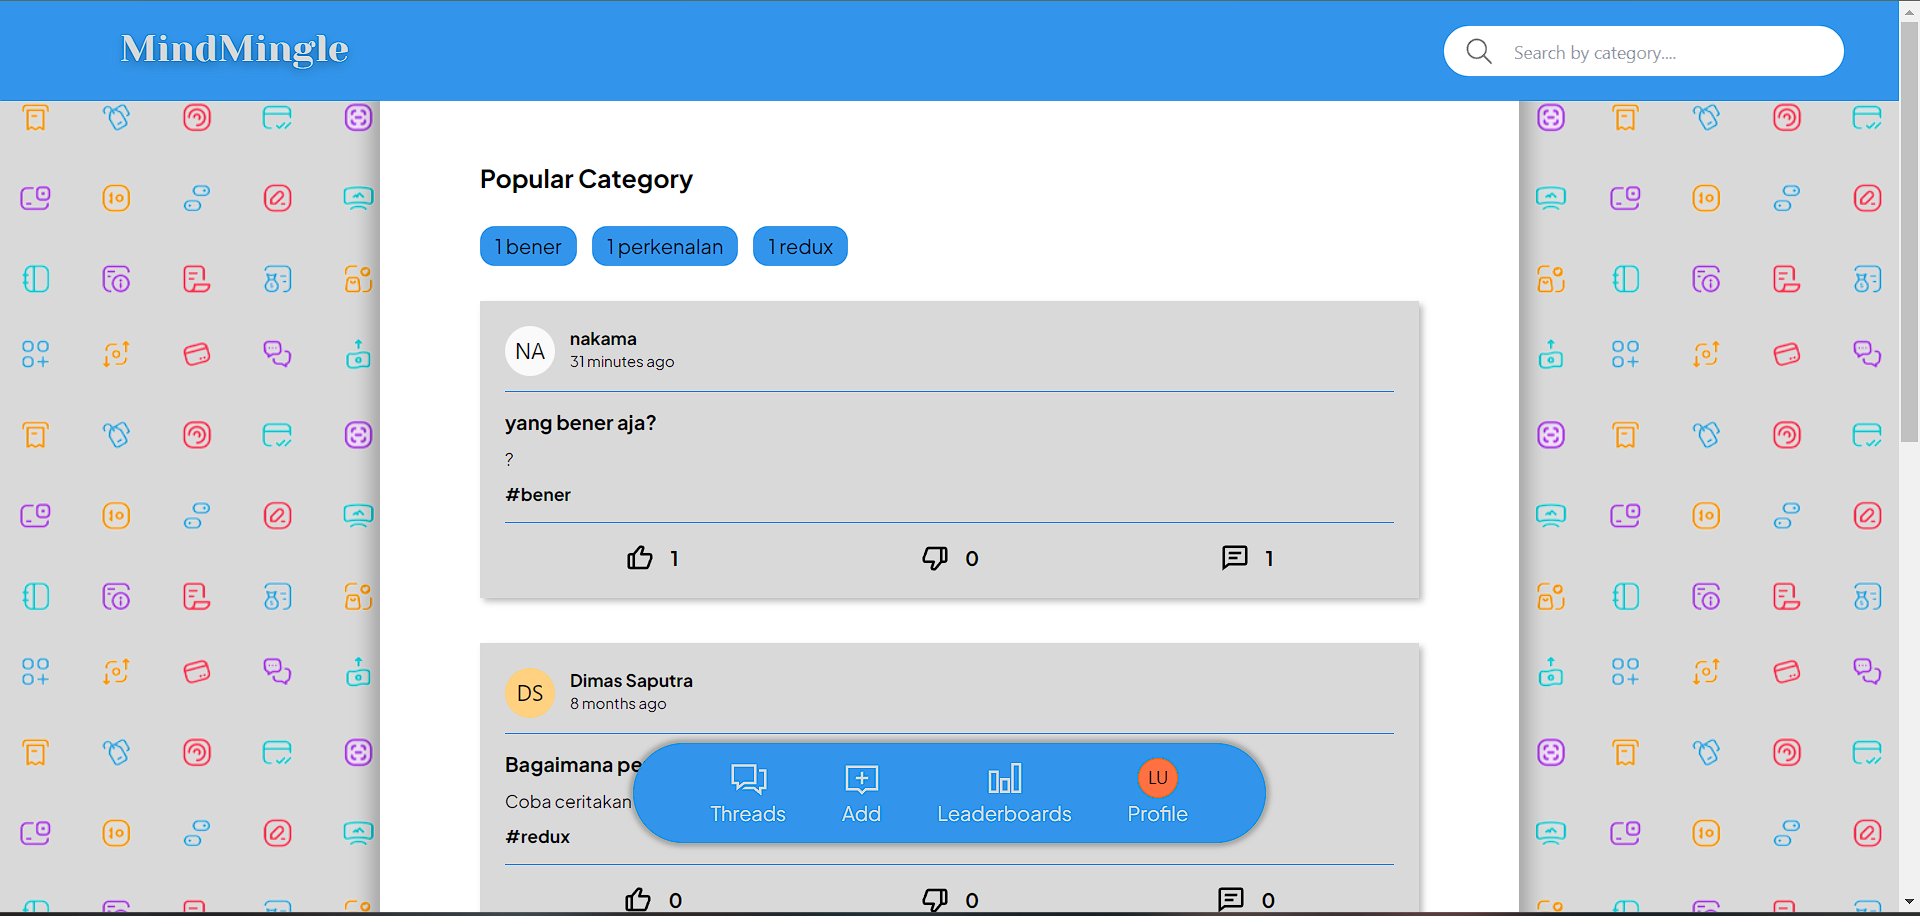 MindMingle
Search by category....
Popular Category
1 bener
1 perkenalan
1 redux
NA
nakama
31 minutes ago
yang bener aja?
?
#bener
1
0
1
DS
Dimas Saputra
8 months ago
Bagaimana pe
Coba ceritakan
#redux
0
0
0
Threads
Add
Leaderboards
LU
Profile